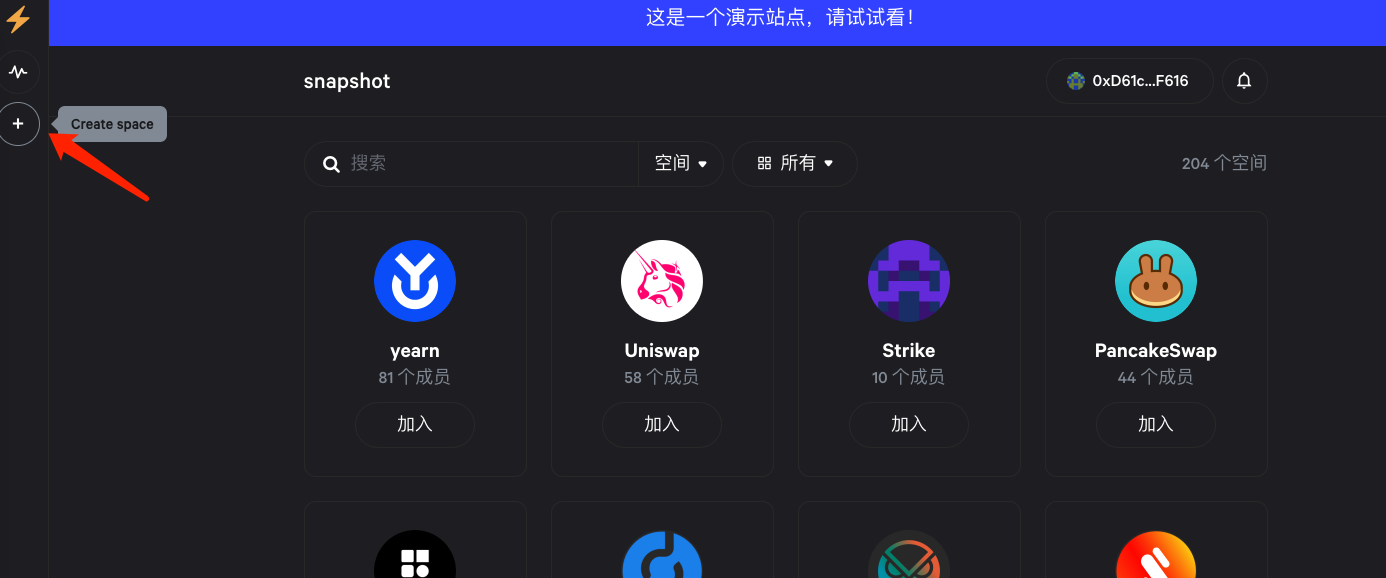 这是一个演示站点，请试试看！
snapshot
0xD61c...F616
Create space
搜索
空间
所有
204 个空间
yearn
81 个成员
加入
Uniswap
58 个成员
加入
Strike
10 个成员
加入
PancakeSwap
44 个成员
加入